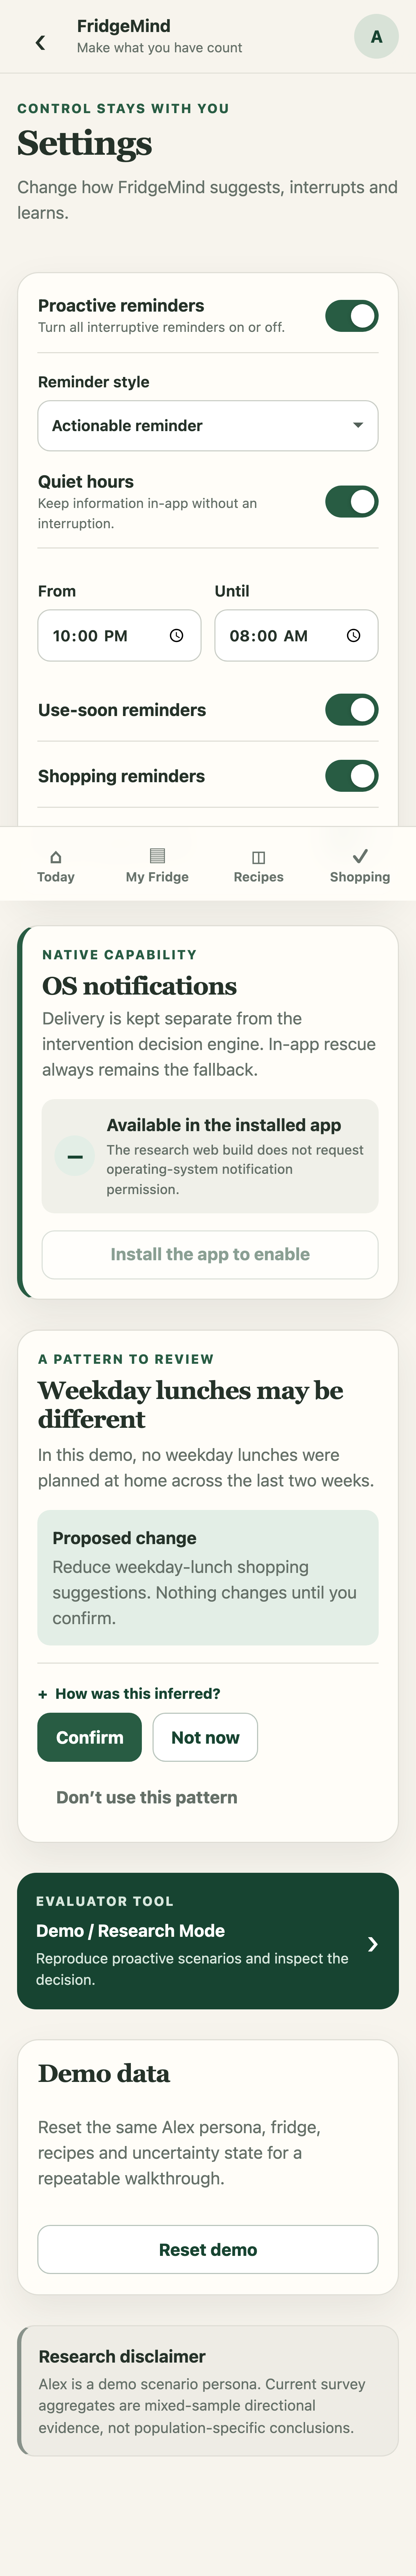 FridgeMind
Make what you have count
A
CONTROL STAYS WITH YOU
Settings
Change how FridgeMind suggests, interrupts and
learns.
Proactive reminders
Turn all interruptive reminders on or off.
Reminder style
Actionable reminder
Quiet hours
Keep information in-app without an
interruption.
From
Until
10:00 PM
08:00 AM
Use-soon reminders
Shopping reminders
Today
My Fridge
Recipes
Shopping
NATIVE CAPABILITY
OS notifications
Delivery is kept separate from the
intervention decision engine. In-app rescue
always remains the fallback.
Available in the installed app
The research web build does not request
operating-system notification
permission.
Install the app to enable
A PATTERN TO REVIEW
Weekday lunches may be
different
In this demo, no weekday lunches were
planned at home across the last two weeks.
Proposed change
Reduce weekday-lunch shopping
suggestions. Nothing changes until you
confirm.
+ How was this inferred?
Confirm
Not now
Don’t use this pattern
EVALUATOR TOOL
Demo / Research Mode
Reproduce proactive scenarios and inspect the
decision.
Demo data
Reset the same Alex persona, fridge,
recipes and uncertainty state for a
repeatable walkthrough.
Reset demo
Research disclaimer
Alex is a demo scenario persona. Current survey
aggregates are mixed-sample directional
evidence, not population-specific conclusions.